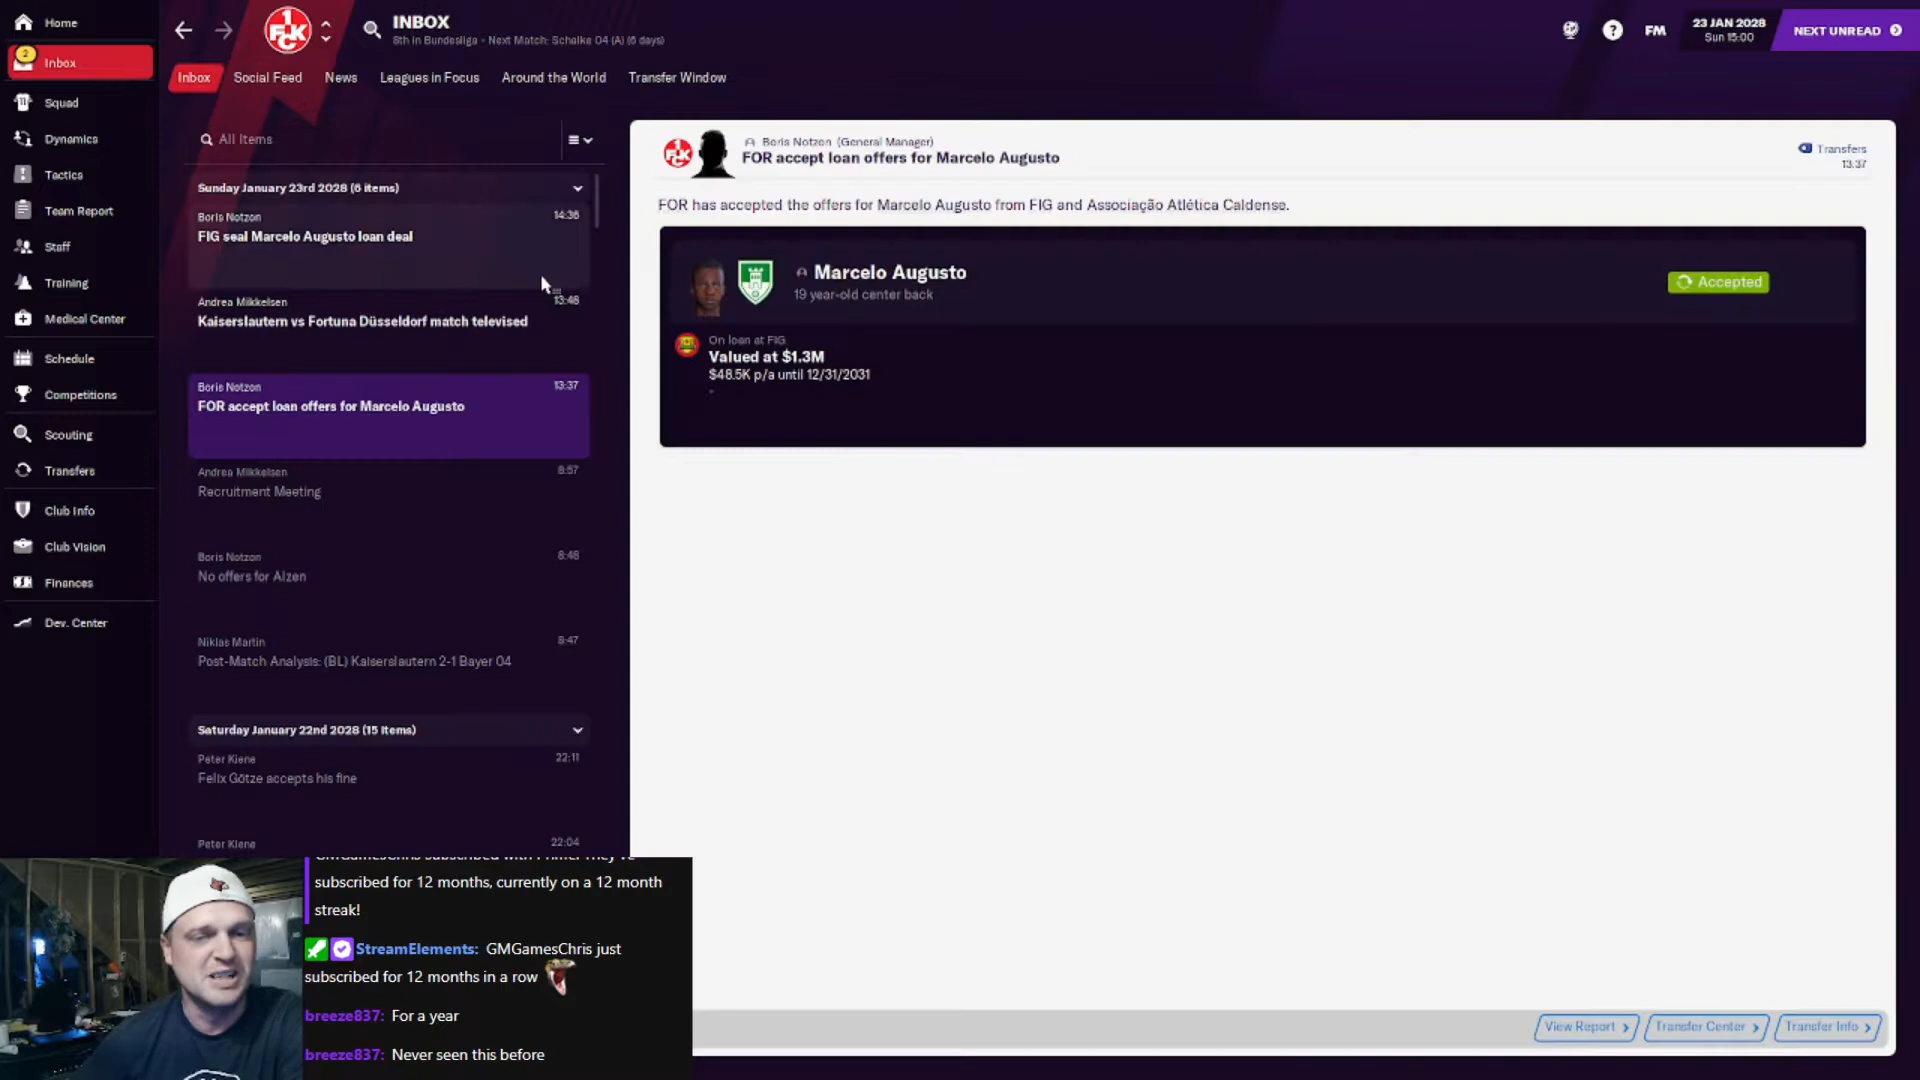 Home
INBOX
6th in Bundesliga - Next Match: Schalke 04 (A) (6 days)
FM
23 JAN 2028
Sun 15:00
NEXT UNREAD
2
Inbox
Inbox
Social Feed
News
Leagues in Focus
Around the World
Transfer Window
Squad
Dynamics
Tactics
Team Report
Staff
Training
Medical Center
Schedule
Competitions
Scouting
Transfers
Club Info
Club Vision
Finances
Dev. Center
All Items
Sunday January 23rd 2028 (6 Items)
Boris Notzon
14:36
FIG seal Marcelo Augusto loan deal
Andrea Mikkelsen
13:46
Kaiserslautern vs Fortuna Düsseldorf match televised
Boris Notzon
13:37
FOR accept loan offers for Marcelo Augusto
Andrea Mikkelsen
8:57
Recruitment Meeting
Boris Notzon
8:48
No offers for Alzen
Niklas Martin
8:47
Post-Match Analysis: (BL) Kaiserslautern 2-1 Bayer 04
Saturday January 22nd 2028 (15 Items)
Peter Kiene
22:11
Felix Götze accepts his fine
Peter Kiene
22:04
Boris Notzon (General Manager)
FOR accept loan offers for Marcelo Augusto
Transfers
13:37
FOR has accepted the offers for Marcelo Augusto from FIG and Associação Atlética Caldense.
Marcelo Augusto
19 year-old center back
Accepted
On loan at FIG
Valued at $1.3M
$48.5K p/a until 12/31/2031
-
View Report
Transfer Center
Transfer Info
GMGamesChris subscribed with Prime. They've
subscribed for 12 months, currently on a 12 month
streak!
StreamElements: GMGamesChris just
subscribed for 12 months in a row
breeze837: For a year
breeze837: Never seen this before